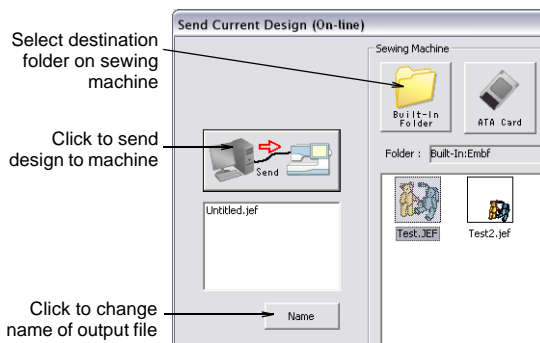 Send Current Design (On-line)
Select destination
folder on sewing
machine
Sewing Machine
Built-In
Folder
ATA Card
Click to send
design to machine
Send
Folder : Built-In:Embf
Untitled.jef
Test.JEF
Test2.jef
Click to change
name of output file
Name